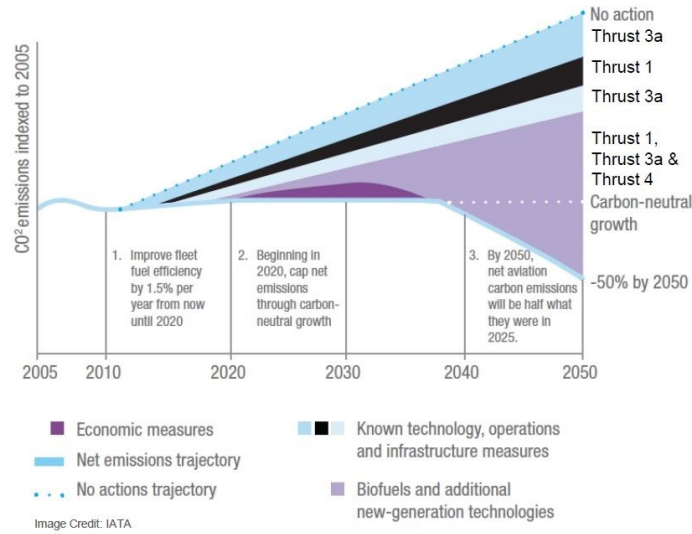 No action
Thrust 3a
Thrust 1
Thrust 3a
Thrust 1,
Thrust 3a &
Thrust 4
Carbon-neutral
growth
-50% by 2050
CO² emissions indexed to 2005
1. Improve fleet
fuel efficiency
by 1.5% per
year from now
until 2020
2. Beginning in
2020, cap net
emissions
through carbon-
neutral growth
3. By 2050,
net aviation
carbon emissions
will be half what
they were in
2025.
2005 2010 2020 2030 2040 2050
Economic measures
Net emissions trajectory
No actions trajectory
Known technology, operations
and infrastructure measures
Biofuels and additional
new-generation technologies
Image Credit: IATA